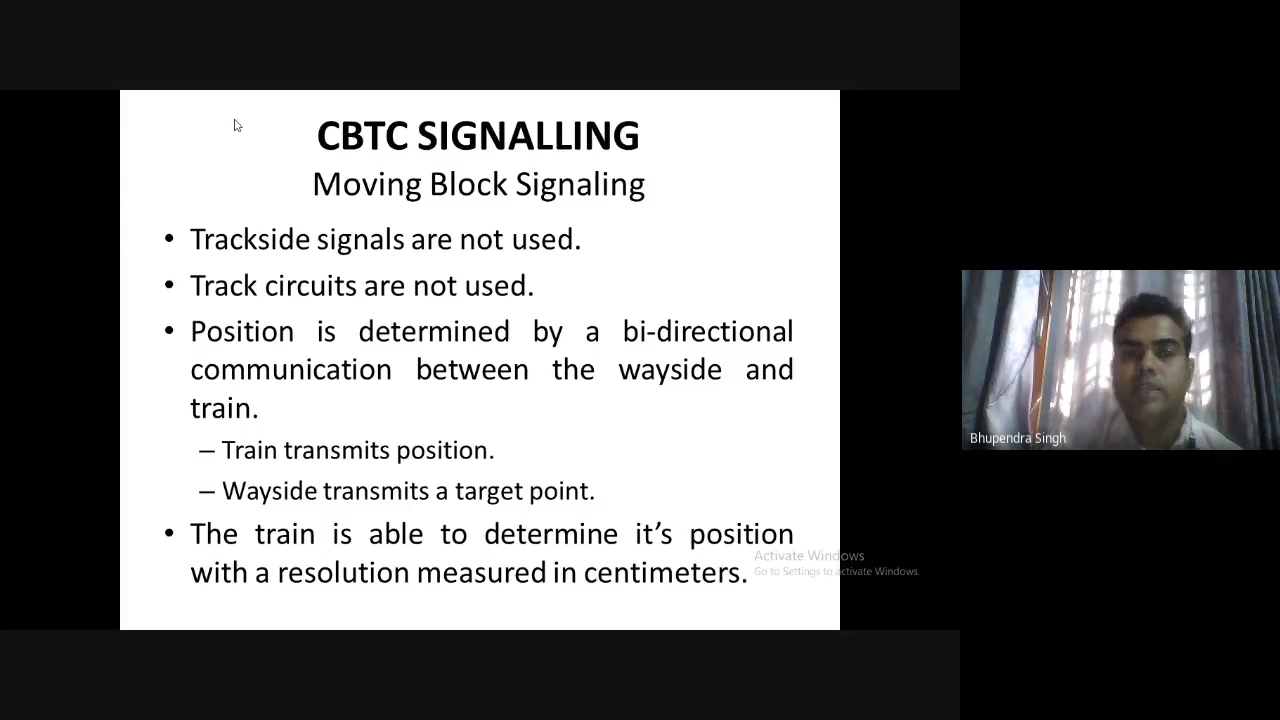 CBTC SIGNALLING
Moving Block Signaling
• Trackside signals are not used.
• Track circuits are not used.
• Position is determined by a bi-directional
communication between the wayside and
train.
– Train transmits position.
– Wayside transmits a target point.
• The train is able to determine it’s position
with a resolution measured in centimeters.
Activate Windows
Go to Settings to activate Windows.
Bhupendra Singh